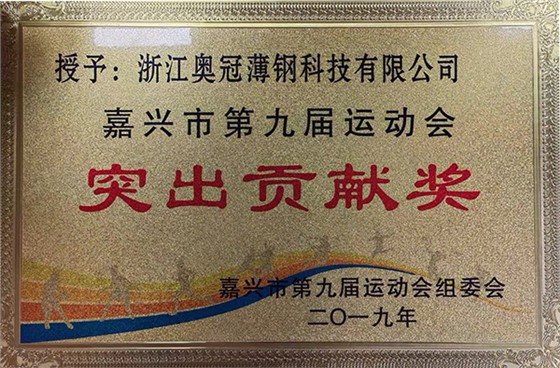 授予：浙江奥冠薄钢科技有限公司
嘉兴市第九届运动会
突出贡献奖
嘉兴市第九届运动会组委会
二〇一九年